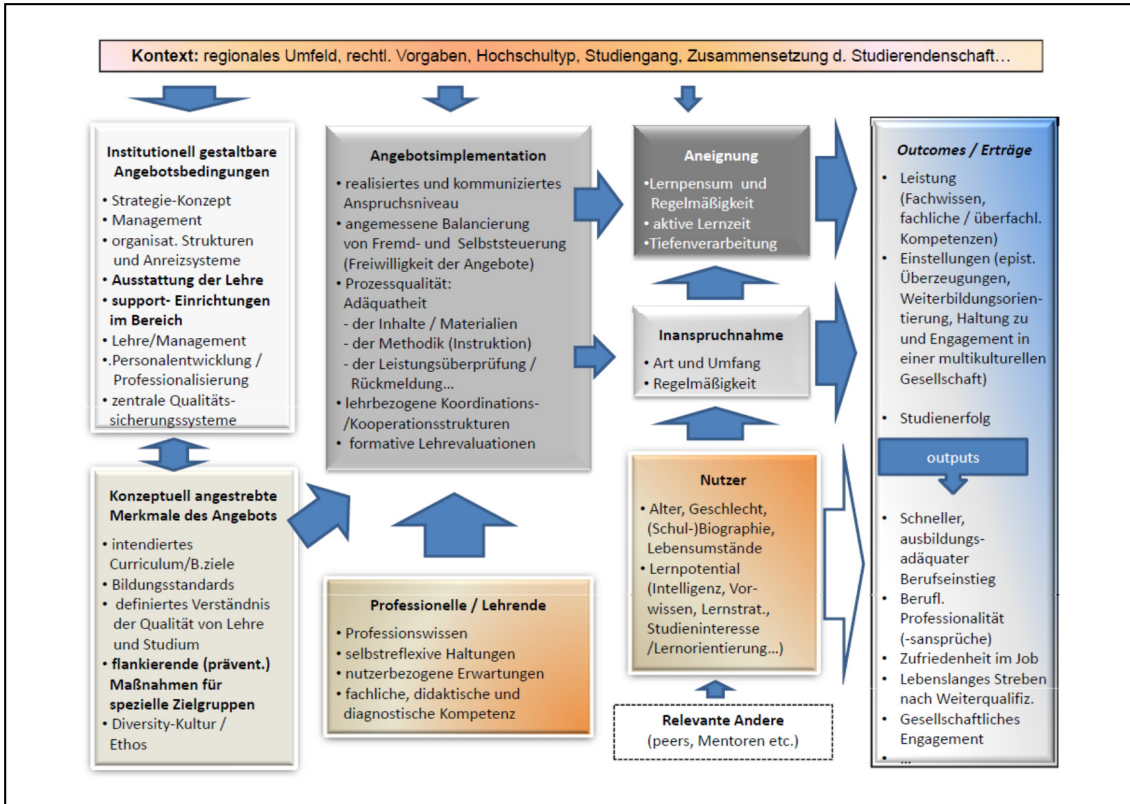 Kontext: regionales Umfeld, rechtl. Vorgaben, Hochschultyp, Studiengang, Zusammensetzung d. Studierendenschaft…
Institutionell gestaltbare
Angebotsbedingungen
• Strategie-Konzept
• Management
• organisat. Strukturen
und Anreizsysteme
• Ausstattung der Lehre
• support- Einrichtungen
im Bereich
• Lehre/Management
• .Personalentwicklung /
Professionalisierung
• zentrale Qualitäts-
sicherungssysteme
Konzeptuell angestrebte
Merkmale des Angebots
• intendiertes
Curriculum/B.ziele
• Bildungsstandards
• definiertes Verständnis
der Qualität von Lehre
und Studium
• flankierende (prävent.)
Maßnahmen für
spezielle Zielgruppen
• Diversity-Kultur /
Ethos
Angebotsimplementation
• realisiertes und kommuniziertes
Anspruchsniveau
• angemessene Balancierung
von Fremd- und Selbststeuerung
(Freiwilligkeit der Angebote)
• Prozessqualität:
Adäquatheit
- der Inhalte / Materialien
- der Methodik (Instruktion)
- der Leistungsüberprüfung /
Rückmeldung…
• lehrbezogene Koordinations-
/Kooperationsstrukturen
• formative Lehrevaluationen
Professionelle / Lehrende
• Professionswissen
• selbstreflexive Haltungen
• nutzerbezogene Erwartungen
• fachliche, didaktische und
diagnostische Kompetenz
Aneignung
•Lernpensum und
Regelmäßigkeit
• aktive Lernzeit
•Tiefenverarbeitung
Inanspruchnahme
• Art und Umfang
• Regelmäßigkeit
Nutzer
• Alter, Geschlecht,
(Schul-)Biographie,
Lebensumstände
• Lernpotential
(Intelligenz, Vor-
wissen, Lernstrat.,
Studieninteresse
/Lernorientierung…)
Relevante Andere
(peers, Mentoren etc.)
Outcomes / Erträge
• Leistung
(Fachwissen,
fachliche / überfachl.
Kompetenzen)
• Einstellungen (epist.
Überzeugungen,
Weiterbildungsorien-
tierung, Haltung zu
und Engagement in
einer multikulturellen
Gesellschaft)
• Studienerfolg
outputs
• Schneller,
ausbildungs-
adäquater
Berufseinstieg
• Berufl.
Professionalität
(-sansprüche)
• Zufriedenheit im Job
• Lebenslanges Streben
nach Weiterqualifiz.
• Gesellschaftliches
Engagement
• …